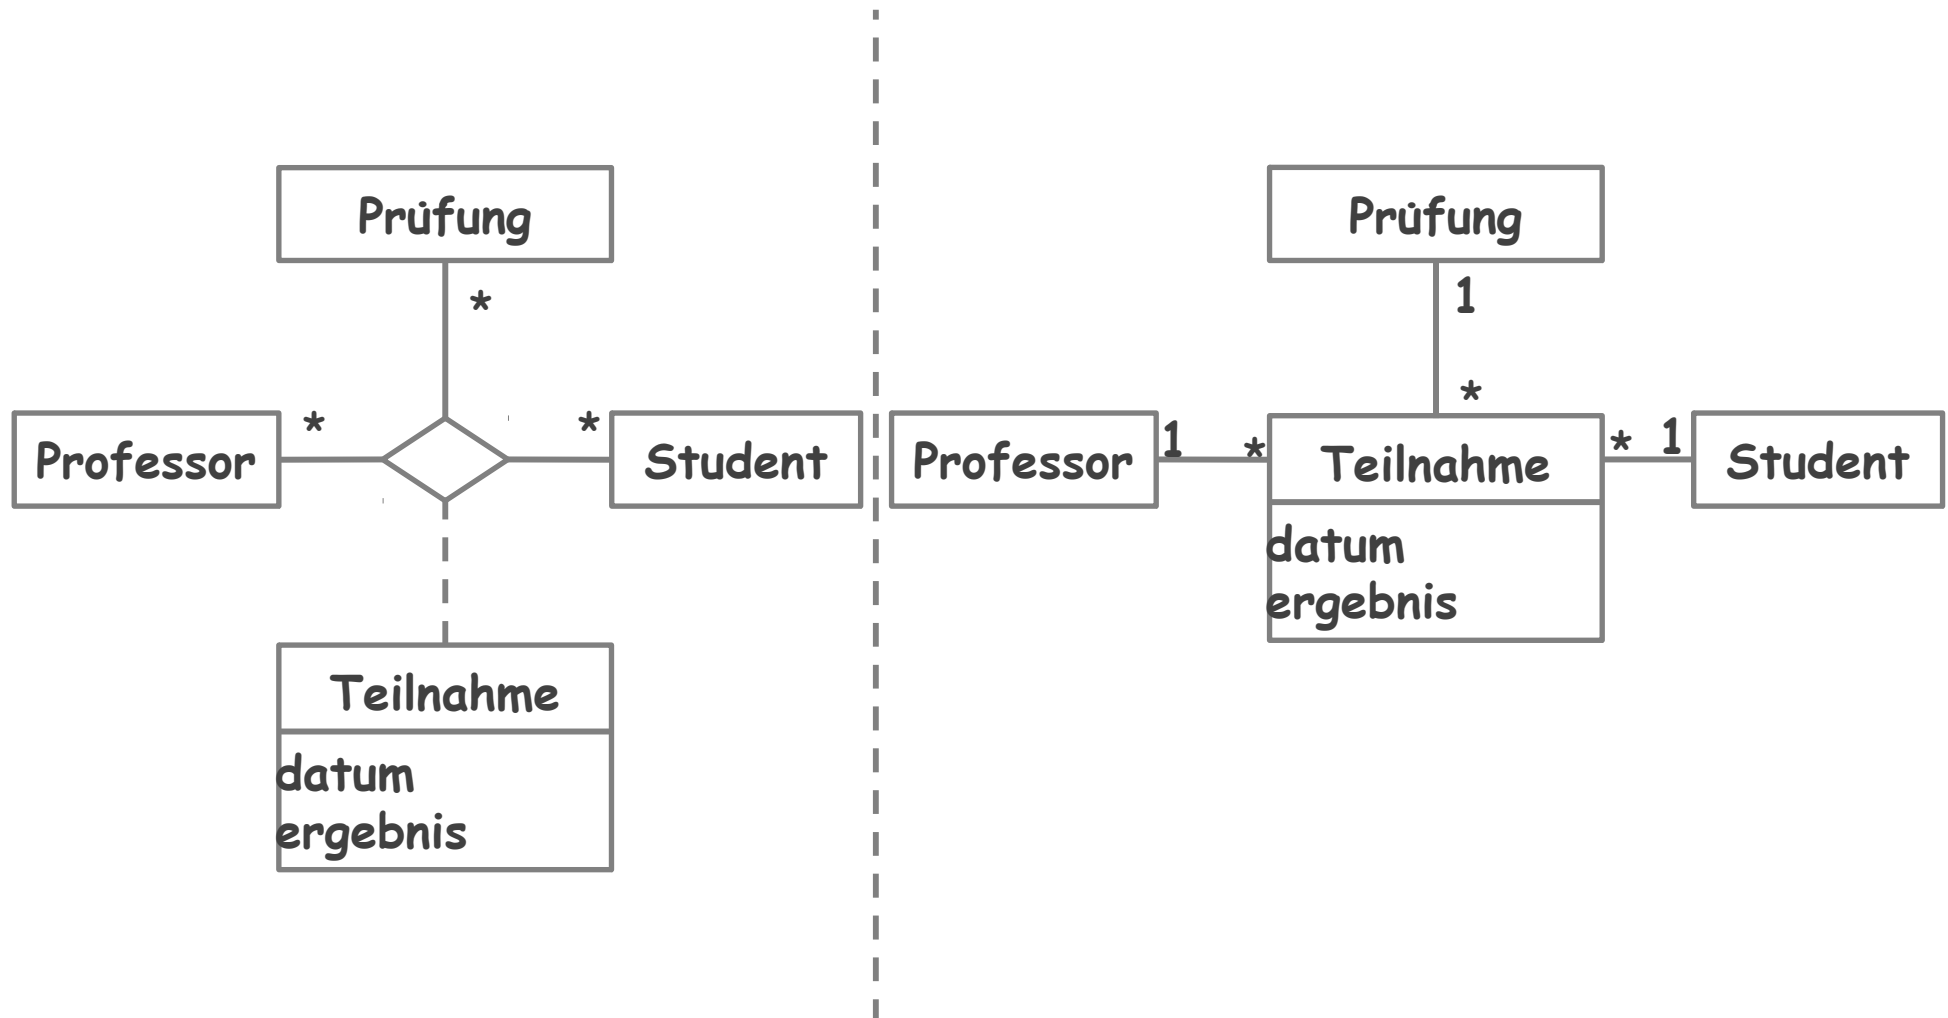 Prüfung
*
Professor
*
*
Student
Teilnahme
datum
ergebnis
Prüfung
1
*
Professor
1
*
Teilnahme
*
1
Student
datum
ergebnis